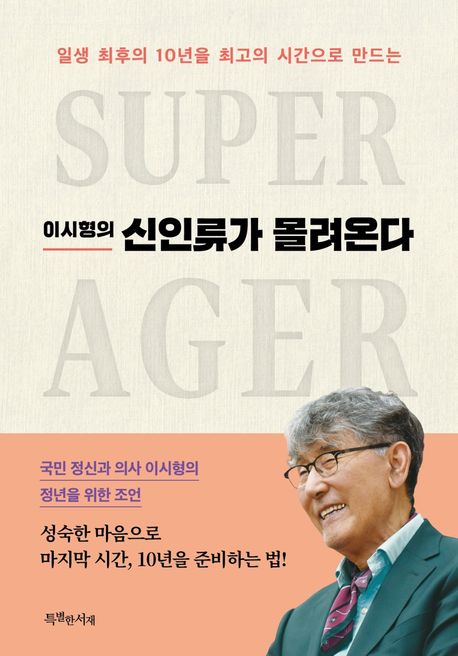 일생 최후의 10년을 최고의 시간으로 만드는
SUPER
이시형의 신인류가 몰려온다
AGER
국민 정신과 의사 이시형의
정년을 위한 조언
성숙한 마음으로
마지막 시간, 10년을 준비하는 법!
특별한서재